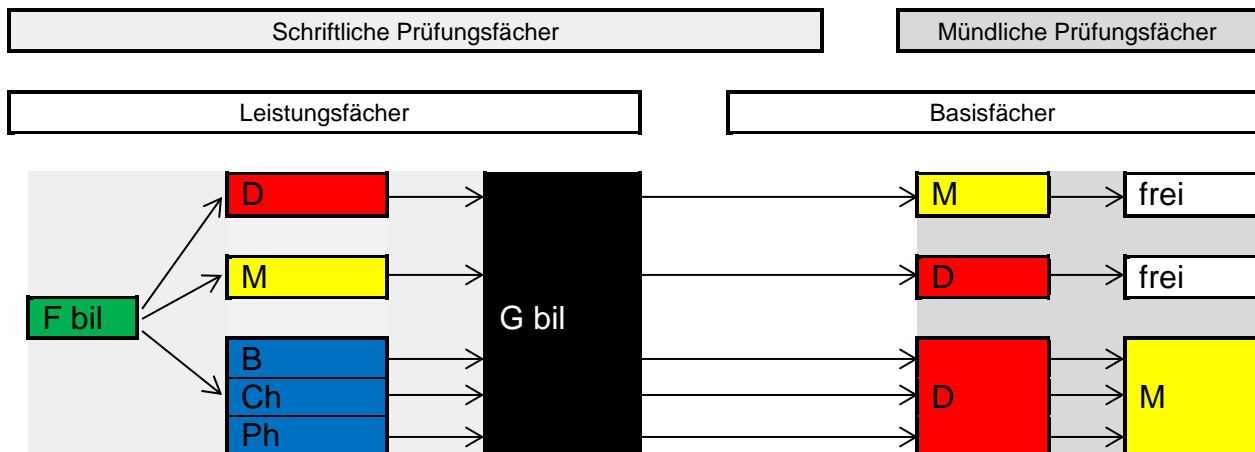 Schriftliche Prüfungsfächer
Mündliche Prüfungsfächer
Leistungsfächer
Basisfächer
D
M
frei
M
D
frei
F bil
G bil
B
Ch
D
M
Ph